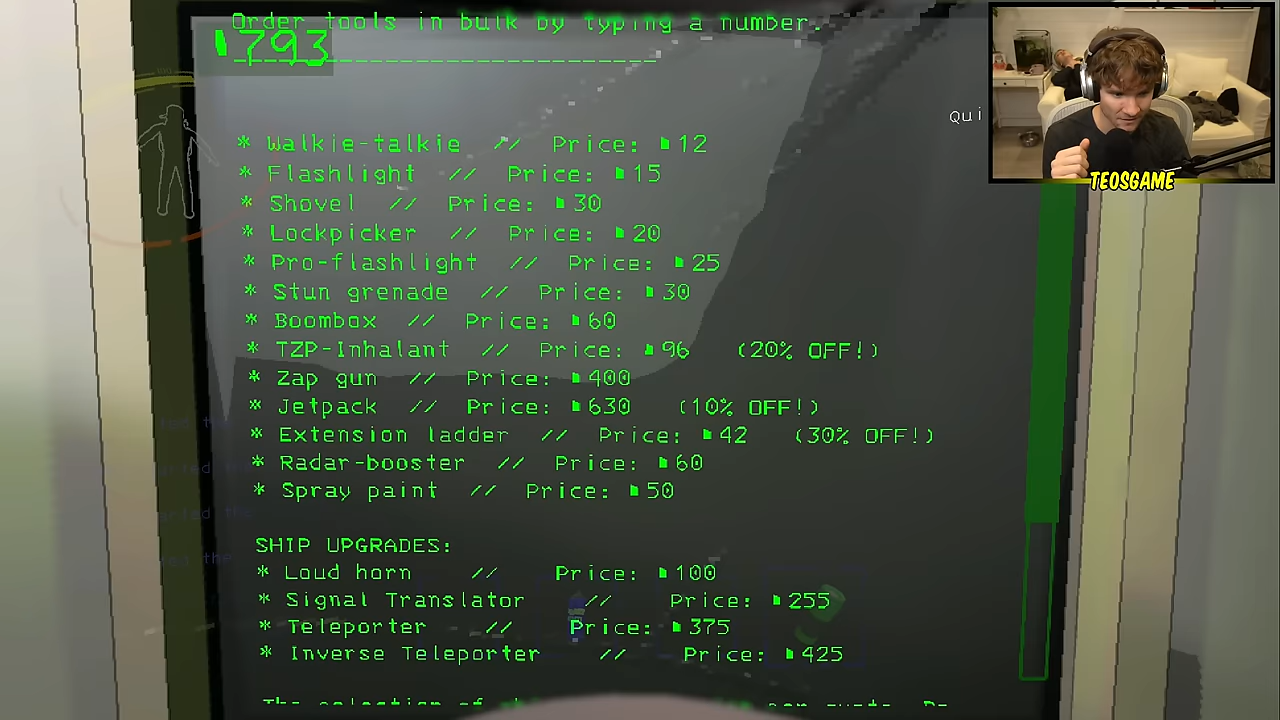 Order tools in bulk by typing a number.
793
--------------------------------
Qui
* Walkie-talkie // Price: ▮12
* Flashlight // Price: ▮15
* Shovel // Price: ▮30
* Lockpicker // Price: ▮20
* Pro-flashlight // Price: ▮25
* Stun grenade // Price: ▮30
* Boombox // Price: ▮60
* TZP-Inhalant // Price: ▮96 (20% OFF!)
* Zap gun // Price: ▮400
* Jetpack // Price: ▮630 (10% OFF!)
* Extension ladder // Price: ▮42 (30% OFF!)
* Radar-booster // Price: ▮60
* Spray paint // Price: ▮50
SHIP UPGRADES:
* Loud horn // Price: ▮100
* Signal Translator // Price: ▮255
* Teleporter // Price: ▮375
* Inverse Teleporter // Price: ▮425
The selection of
TEOSGAME